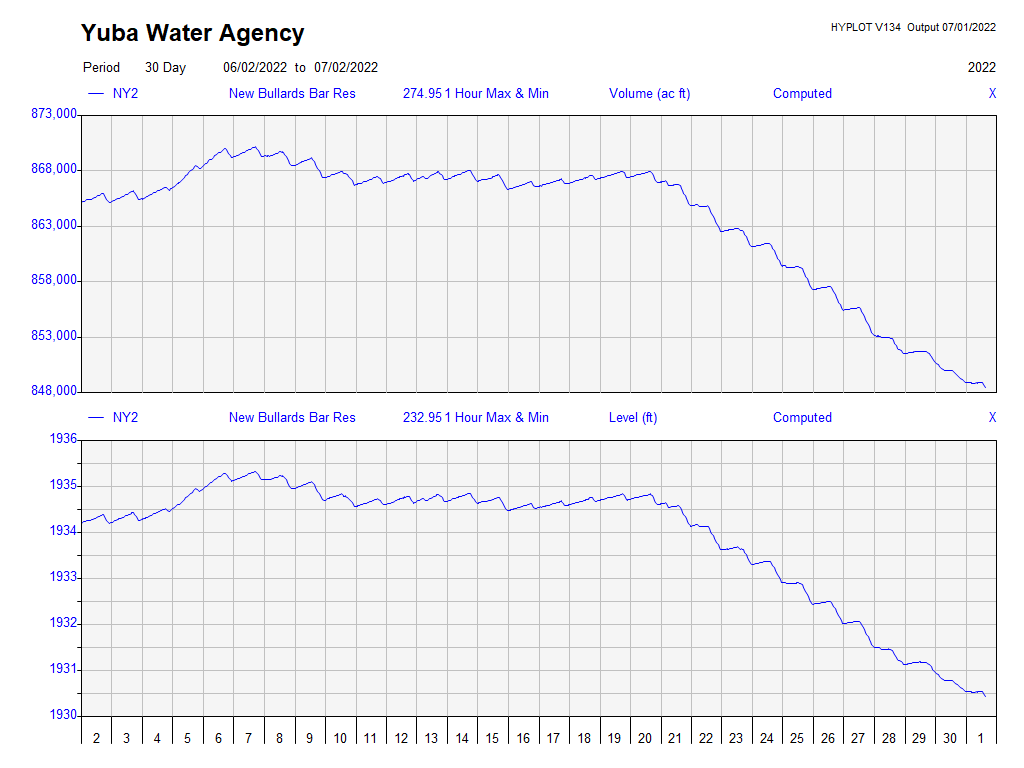 Yuba Water Agency
HYPLOT V134 Output 07/01/2022
Period 30 Day 06/02/2022 to 07/02/2022 2022
NY2 New Bullards Bar Res 274.95 1 Hour Max & Min Volume (ac ft) Computed X
873,000
868,000
863,000
858,000
853,000
848,000
NY2 New Bullards Bar Res 232.95 1 Hour Max & Min Level (ft) Computed X
1936
1935
1934
1933
1932
1931
1930
2 3 4 5 6 7 8 9 10 11 12 13 14 15 16 17 18 19 20 21 22 23 24 25 26 27 28 29 30 1